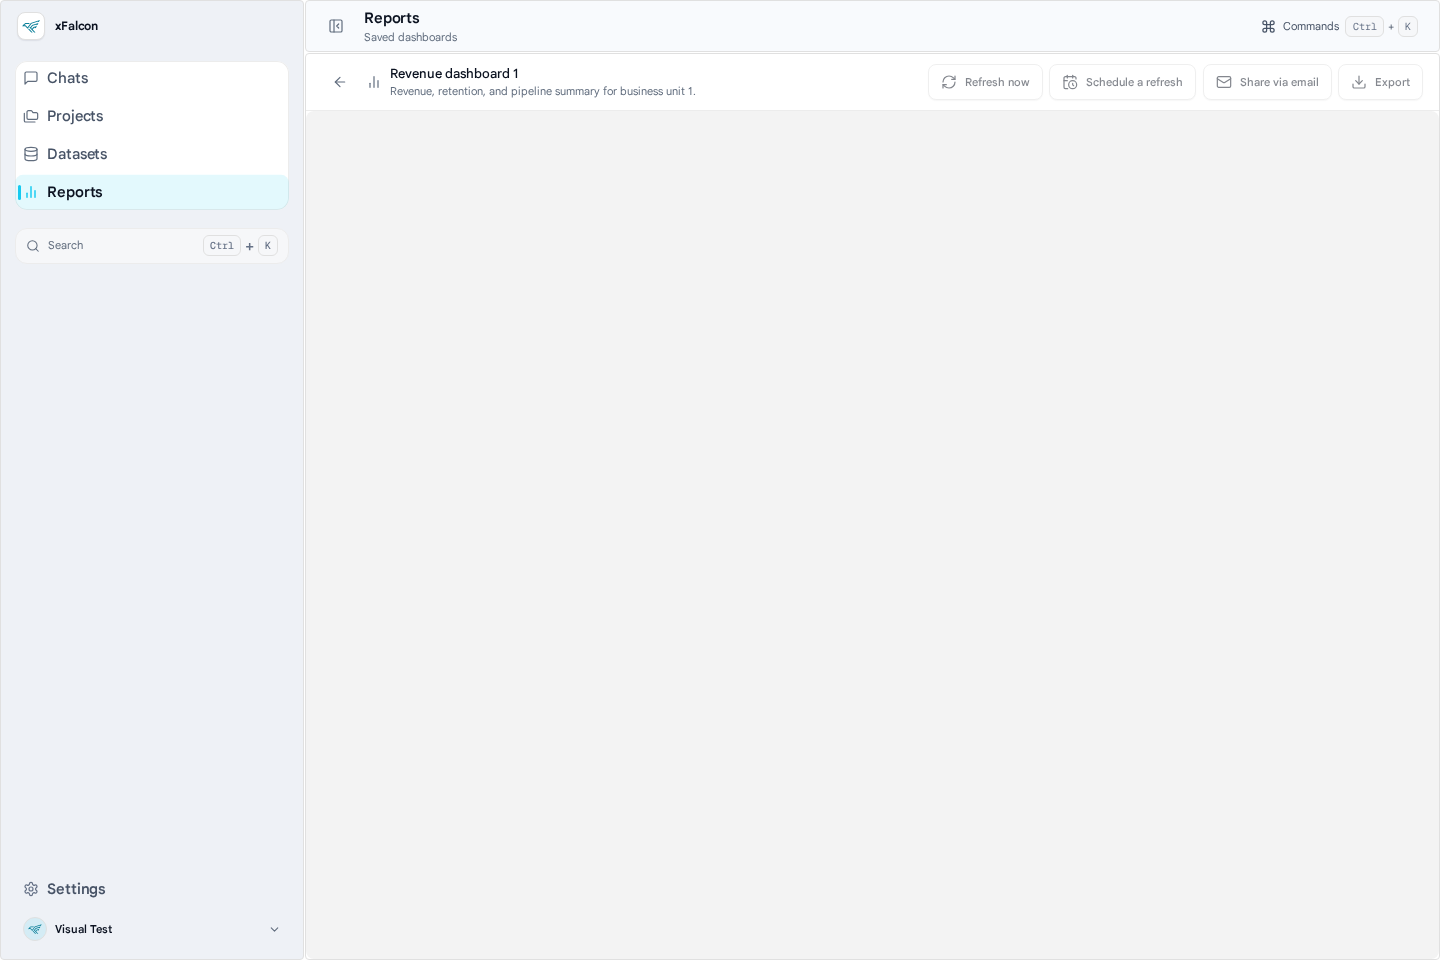 xFalcon
Chats
Projects
Datasets
Reports
Search Ctrl + K
Settings
Visual Test
Reports
Saved dashboards
Commands Ctrl + K
Revenue dashboard 1
Revenue, retention, and pipeline summary for business unit 1.
Refresh now
Schedule a refresh
Share via email
Export